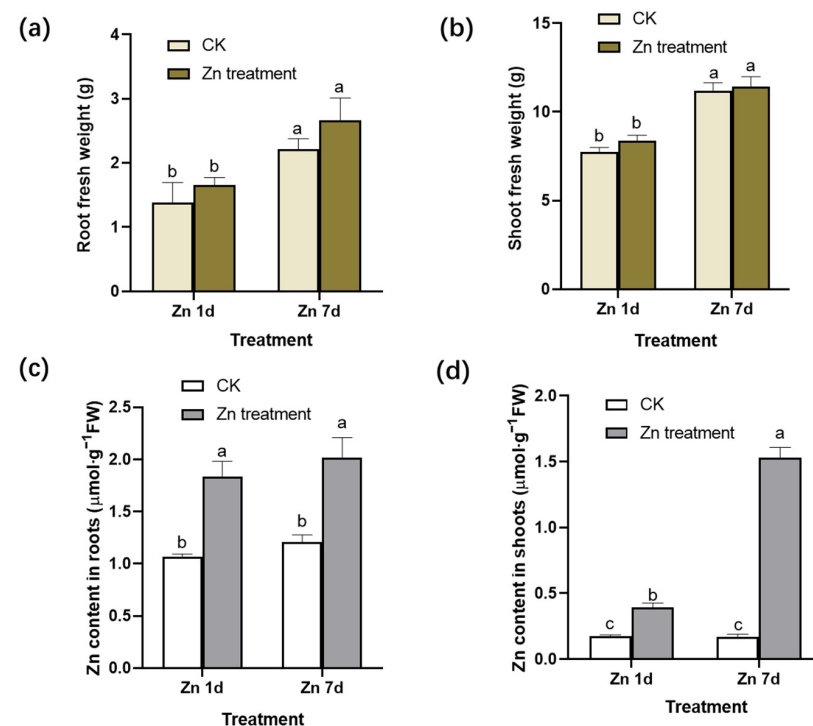 (a)
CK
Zn treatment
Root fresh weight (g)
4
3
2
1
0
b
b
a
a
Zn 1d
Zn 7d
Treatment
(b)
CK
Zn treatment
Shoot fresh weight (g)
15
10
5
0
b
b
a
a
Zn 1d
Zn 7d
Treatment
(c)
CK
Zn treatment
Zn content in roots (μmol·g⁻¹FW)
2.5
2.0
1.5
1.0
0.5
0.0
b
a
b
a
Zn 1d
Zn 7d
Treatment
(d)
CK
Zn treatment
Zn content in shoots (μmol·g⁻¹FW)
2.0
1.5
1.0
0.5
0.0
c
b
c
a
Zn 1d
Zn 7d
Treatment